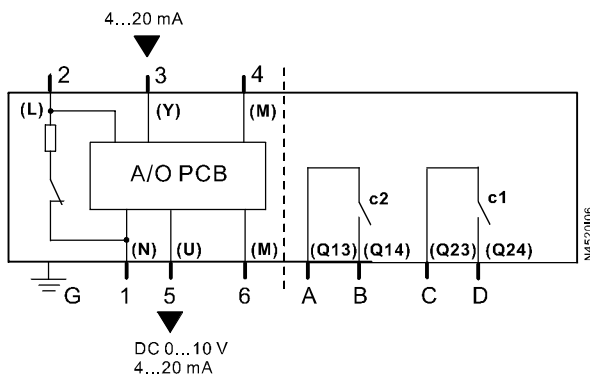 4...20 mA
2 3 4
(L) (Y) (M)
A/O PCB
c2 c1
(N) (U) (M) (Q13) (Q14) (Q23) (Q24)
G 1 5 6 A B C D
DC 0...10 V
4...20 mA
N4520I06